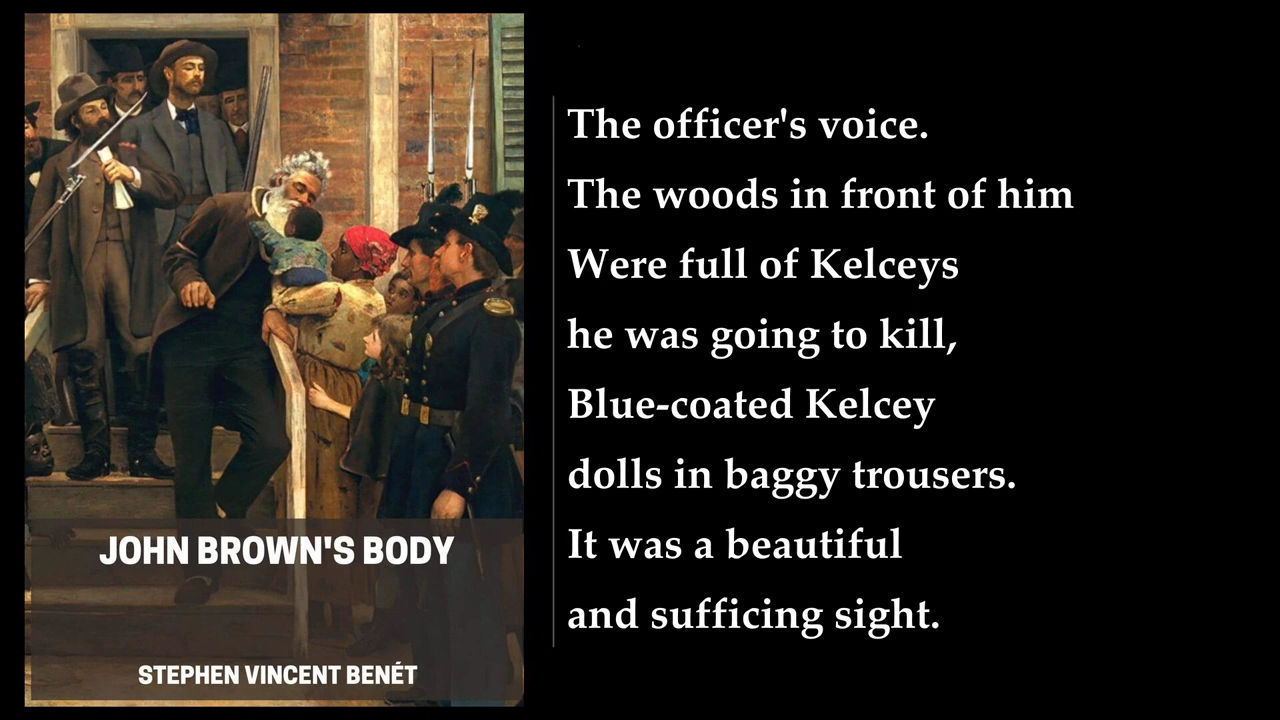 JOHN BROWN'S BODY
STEPHEN VINCENT BENÉT
The officer's voice.
The woods in front of him
Were full of Kelceys
he was going to kill,
Blue-coated Kelcey
dolls in baggy trousers.
It was a beautiful
and sufficing sight.